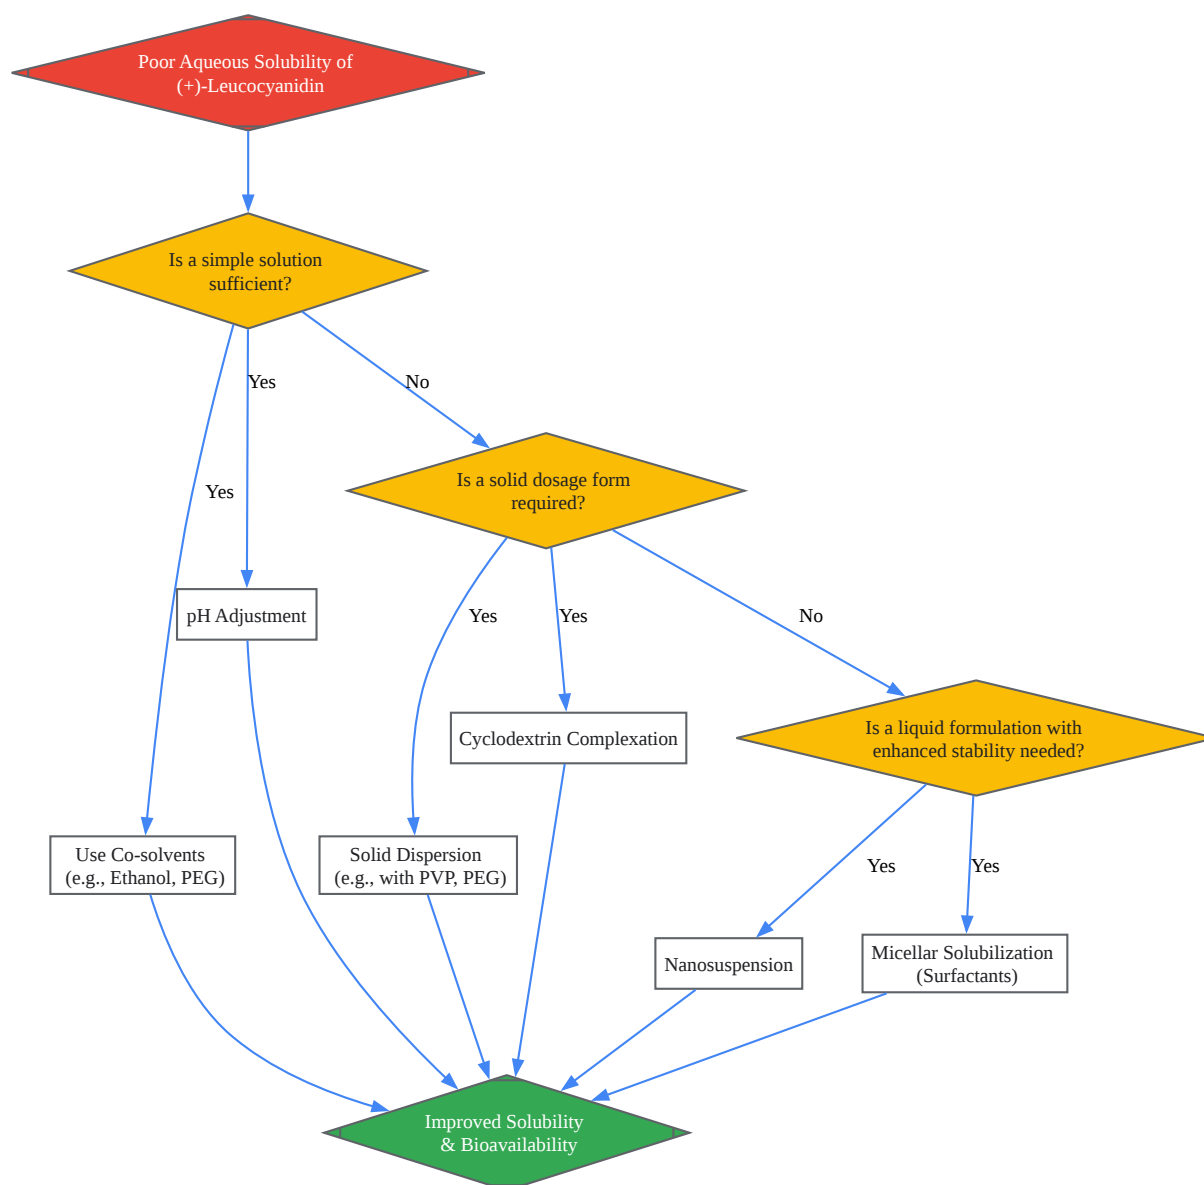 Poor Aqueous Solubility of
(+)-Leucocyanidin
Is a simple solution
sufficient?
Yes
No
Is a solid dosage form
required?
Yes
pH Adjustment
Yes
Yes
No
Cyclodextrin Complexation
Is a liquid formulation with
enhanced stability needed?
Use Co-solvents
(e.g., Ethanol, PEG)
Solid Dispersion
(e.g., with PVP, PEG)
Yes
Yes
Nanosuspension
Micellar Solubilization
(Surfactants)
Improved Solubility
& Bioavailability